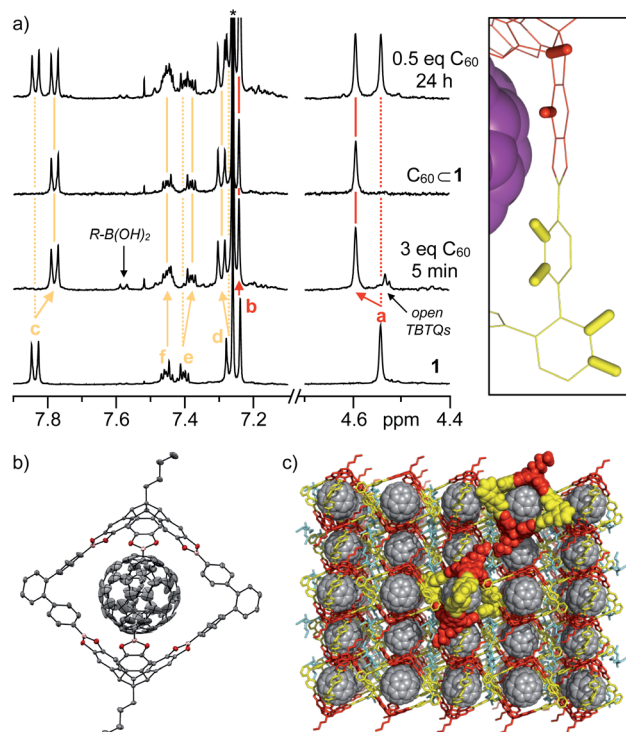 a)
*
0.5 eq C₆₀
24 h
C₆₀⊂1
R-B(OH)₂
3 eq C₆₀
5 min
c
f
e
d
b
a
open
TBTQs
1
7.8 7.6 7.4 7.2 4.6 ppm 4.4
b)
c)